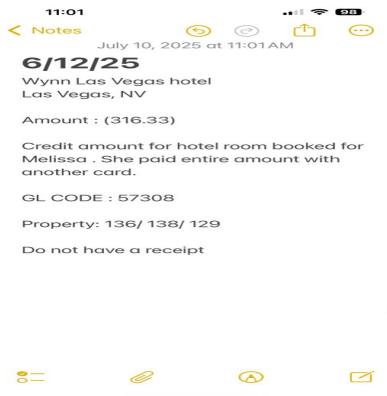 11:01
98
Notes
July 10, 2025 at 11:01 AM
6/12/25
Wynn Las Vegas hotel
Las Vegas, NV
Amount : (316.33)
Credit amount for hotel room booked for
Melissa . She paid entire amount with
another card.
GL CODE : 57308
Property: 136/ 138/ 129
Do not have a receipt